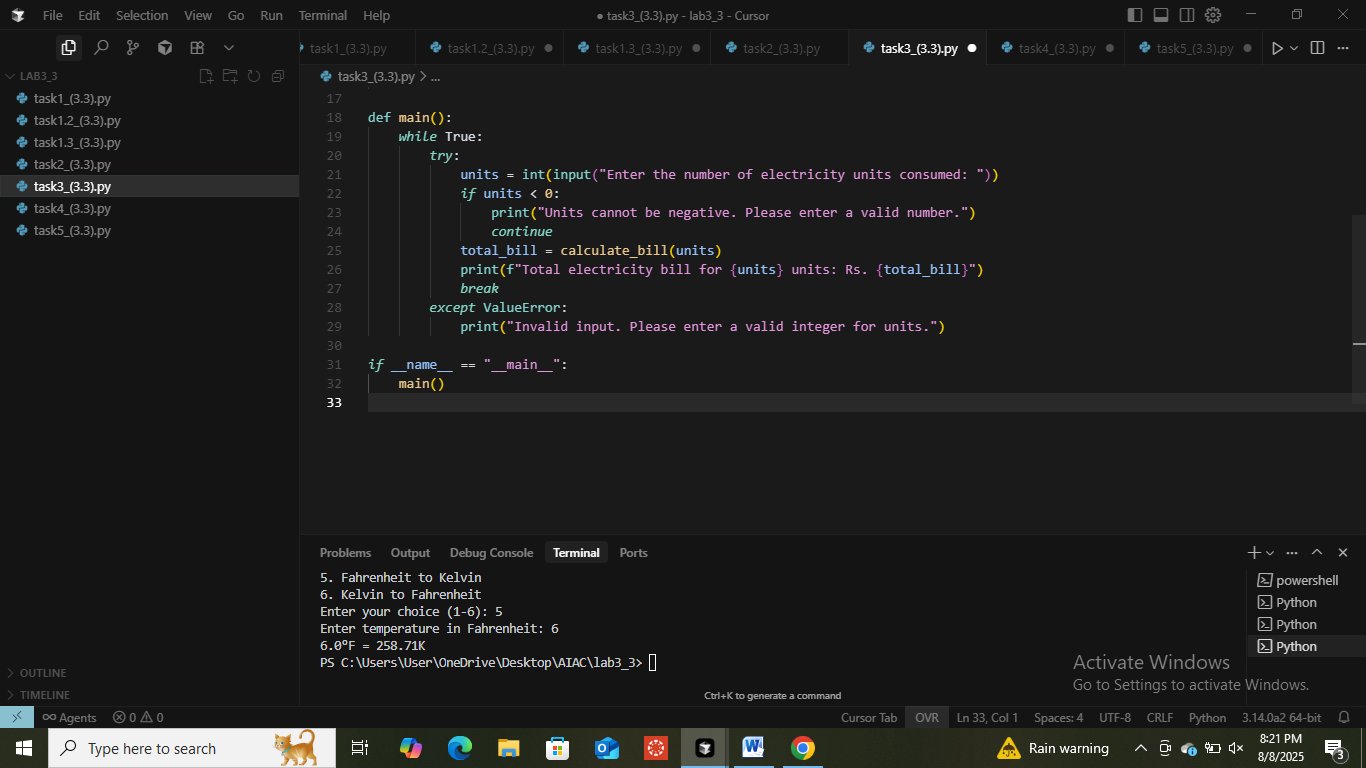 File Edit Selection View Go Run Terminal Help
● task3_(3.3).py - lab3_3 - Cursor
task1_(3.3).py task1.2_(3.3).py task1.3_(3.3).py task2_(3.3).py task3_(3.3).py task4_(3.3).py task5_(3.3).py
LAB3_3
task1_(3.3).py
task1.2_(3.3).py
task1.3_(3.3).py
task2_(3.3).py
task3_(3.3).py
task4_(3.3).py
task5_(3.3).py
OUTLINE
TIMELINE
task3_(3.3).py > ...
17
18 def main():
19     while True:
20         try:
21             units = int(input("Enter the number of electricity units consumed: "))
22             if units < 0:
23                 print("Units cannot be negative. Please enter a valid number.")
24                 continue
25             total_bill = calculate_bill(units)
26             print(f"Total electricity bill for {units} units: Rs. {total_bill}")
27             break
28         except ValueError:
29             print("Invalid input. Please enter a valid integer for units.")
30
31 if __name__ == "__main__":
32     main()
33
Problems Output Debug Console Terminal Ports
5. Fahrenheit to Kelvin
6. Kelvin to Fahrenheit
Enter your choice (1-6): 5
Enter temperature in Fahrenheit: 6
6.0°F = 258.71K
PS C:\Users\User\OneDrive\Desktop\AIAC\lab3_3>
powershell
Python
Python
Python
Ctrl+K to generate a command
Activate Windows
Go to Settings to activate Windows.
Agents 0 0 Cursor Tab OVR Ln 33, Col 1 Spaces: 4 UTF-8 CRLF Python 3.14.0a2 64-bit
Type here to search
Rain warning
8:21 PM
8/8/2025
3